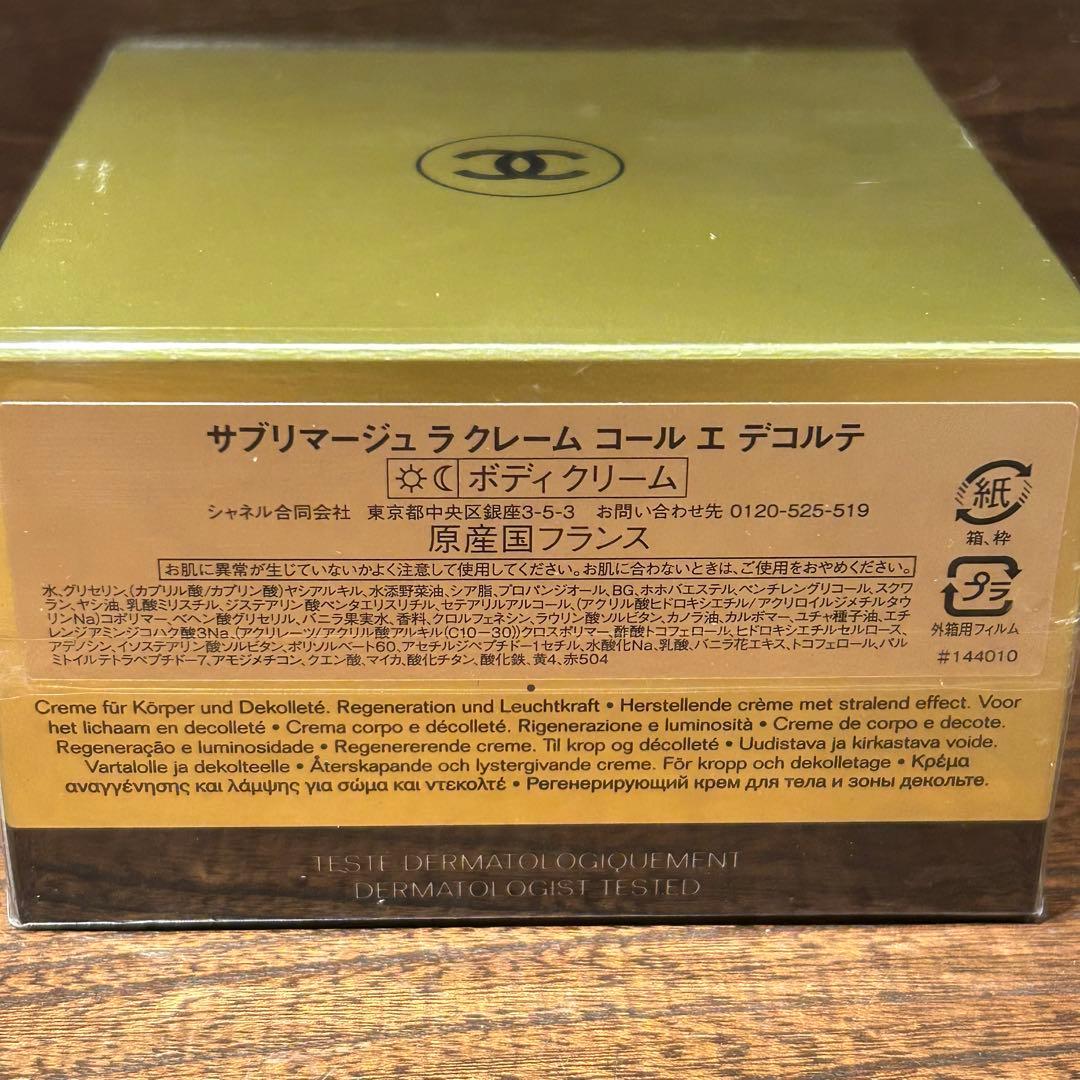 サブリマージュ ラ クレーム コール エ デコルテ
ボディ クリーム
シャネル合同会社 東京都中央区銀座3-5-3 お問い合わせ先 0120-525-519
原産国フランス
お肌に異常が生じていないかよく注意して使用してください。お肌に合わないときは、ご使用をおやめください。
水、グリセリン、(カプリル酸/カプリン酸)ヤシアルキル、水添野菜油、シア脂、プロパンジオール、BG、ホホバエステル、ペンチレングリコール、スクワ
ラン、ヤシ油、乳酸ミリスチル、ジステアリン酸ペンタエリスリチル、セテアリルアルコール、(アクリル酸ヒドロキシエチル/アクリロイルジメチルタウ
リンNa)コポリマー、ベヘン酸グリセリル、バニラ果実水、香料、クロルフェネシン、ラウリン酸ソルビタン、カノラ油、カルボマー、ユチャ種子油、エチ
レンジアミンジコハク酸3Na、(アクリレーツ/アクリル酸アルキル(C10-30))クロスポリマー、酢酸トコフェロール、ヒドロキシエチルセルロース、
アデノシン、イソステアリン酸ソルビタン、ポリソルベート60、アセチルジペプチド-1セチル、水酸化Na、乳酸、バニラ花エキス、トコフェロール、パル
ミトイルテトラペプチド-7、アモジメチコン、クエン酸、マイカ、酸化チタン、酸化鉄、黄4、赤504
紙
箱、枠
プラ
外箱用フィルム
#144010
Creme für Körper und Dekolleté. Regeneration und Leuchtkraft • Herstellende crème met stralend effect. Voor
het lichaam en decolleté • Crema corpo e décolleté. Rigenerazione e luminosità • Creme de corpo e decote.
Regeneração e luminosidade • Regenererende creme. Til krop og décolleté • Uudistava ja kirkastava voide.
Vartalolle ja dekolteelle • Återskapande och lystergivande creme. För kropp och dekolletage • Κρέμα
αναγγένησης και λάμψης για σώμα και ντεκολτέ • Регенерирующий крем для тела и зоны декольте.
TESTE DERMATOLOGIQUEMENT
DERMATOLOGIST TESTED